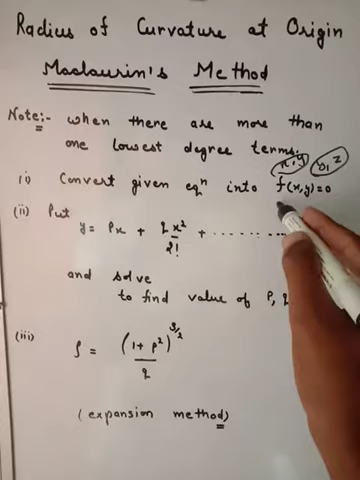 Radius of Curvature at Origin
Maclaurin's Method
Note:- when there are more than
one lowest degree terms.
x,y
i) Convert given eqⁿ into f(x,y)=0
(ii) Put
y = Px + qx²/2! + ..........
and solve
to find value of P, q
(iii)
ρ = (1+p²)^3/2 / q
(expansion method)